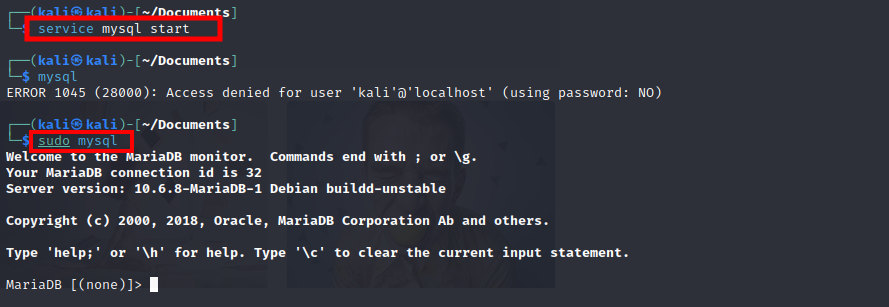 ┌──(kali㉿kali)-[~/Documents]
└─$ service mysql start
┌──(kali㉿kali)-[~/Documents]
└─$ mysql
ERROR 1045 (28000): Access denied for user 'kali'@'localhost' (using password: NO)
┌──(kali㉿kali)-[~/Documents]
└─$ sudo mysql
Welcome to the MariaDB monitor.  Commands end with ; or \g.
Your MariaDB connection id is 32
Server version: 10.6.8-MariaDB-1 Debian buildd-unstable
Copyright (c) 2000, 2018, Oracle, MariaDB Corporation Ab and others.
Type 'help;' or '\h' for help. Type '\c' to clear the current input statement.
MariaDB [(none)]>